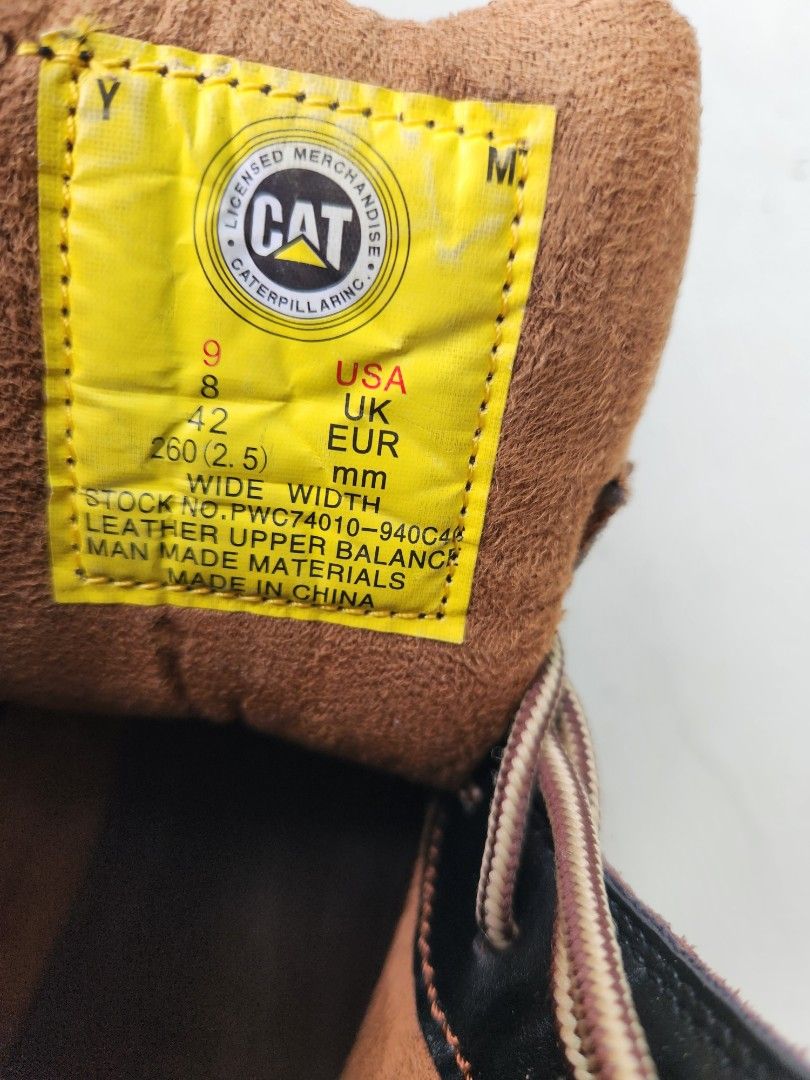 Y
M
LICENSED MERCHANDISE
CAT
CATERPILLAR INC.
9 USA
8 UK
42 EUR
260(2.5) mm
WIDE WIDTH
STOCK NO.PWC74010-940C4
LEATHER UPPER BALANCE
MAN MADE MATERIALS
MADE IN CHINA